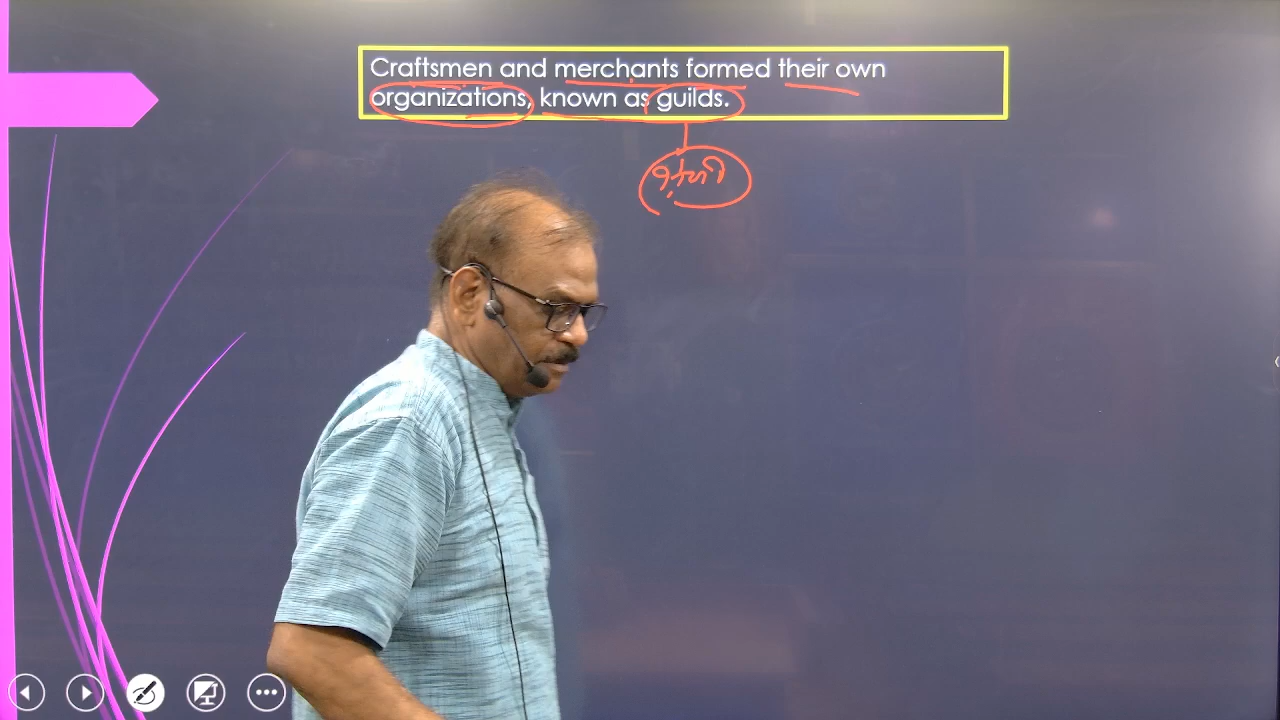 Craftsmen and merchants formed their own
organizations, known as guilds.